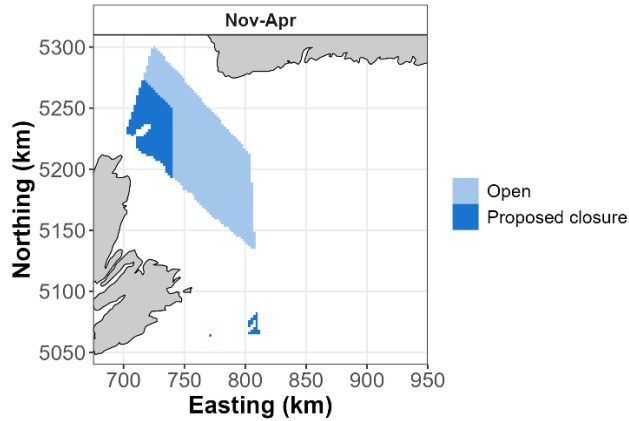 Nov-Apr
5300
5250
5200
5150
5100
5050
Northing (km)
700 750 800 850 900 950
Easting (km)
Open
Proposed closure